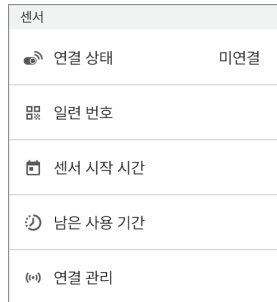 센서
연결 상태 미연결
일련 번호
센서 시작 시간
남은 사용 기간
연결 관리